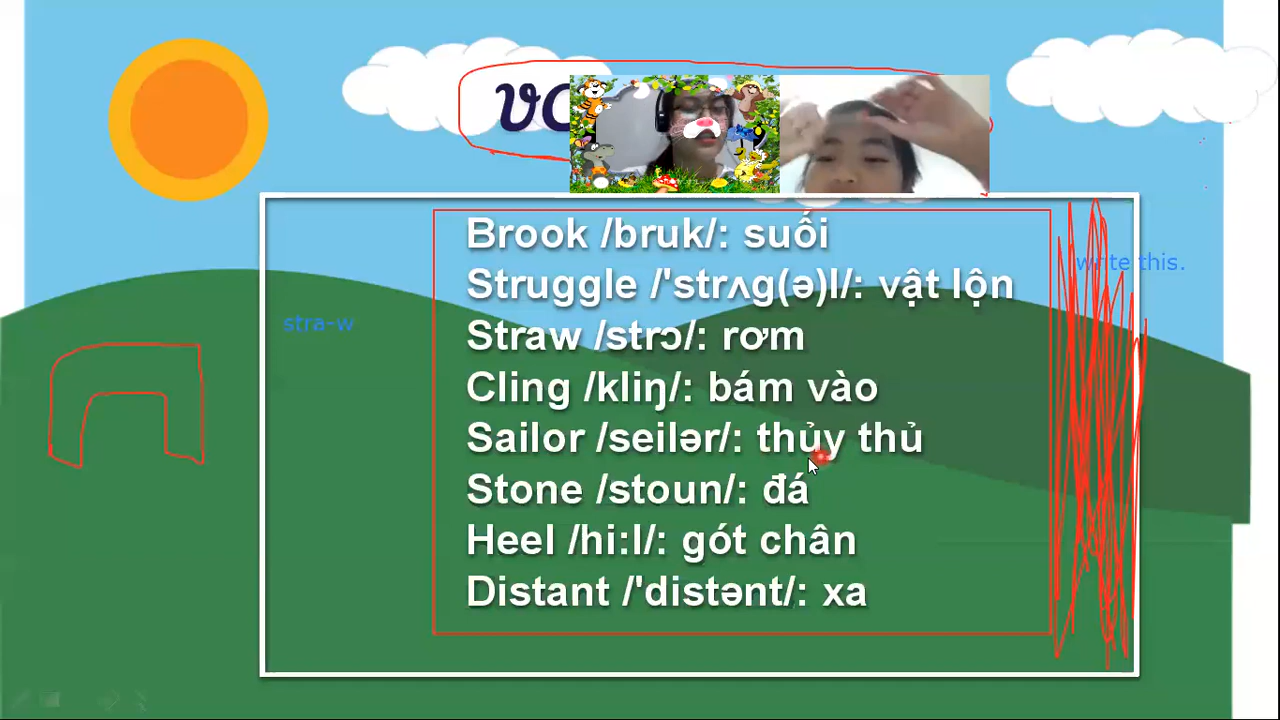 Brook /bruk/: suối
write this.
Struggle /'strʌg(ə)l/: vật lộn
stra-w
Straw /strɔ/: rơm
Cling /kliŋ/: bám vào
Sailor /seilər/: thủy thủ
Stone /stoun/: đá
Heel /hi:l/: gót chân
Distant /'distənt/: xa